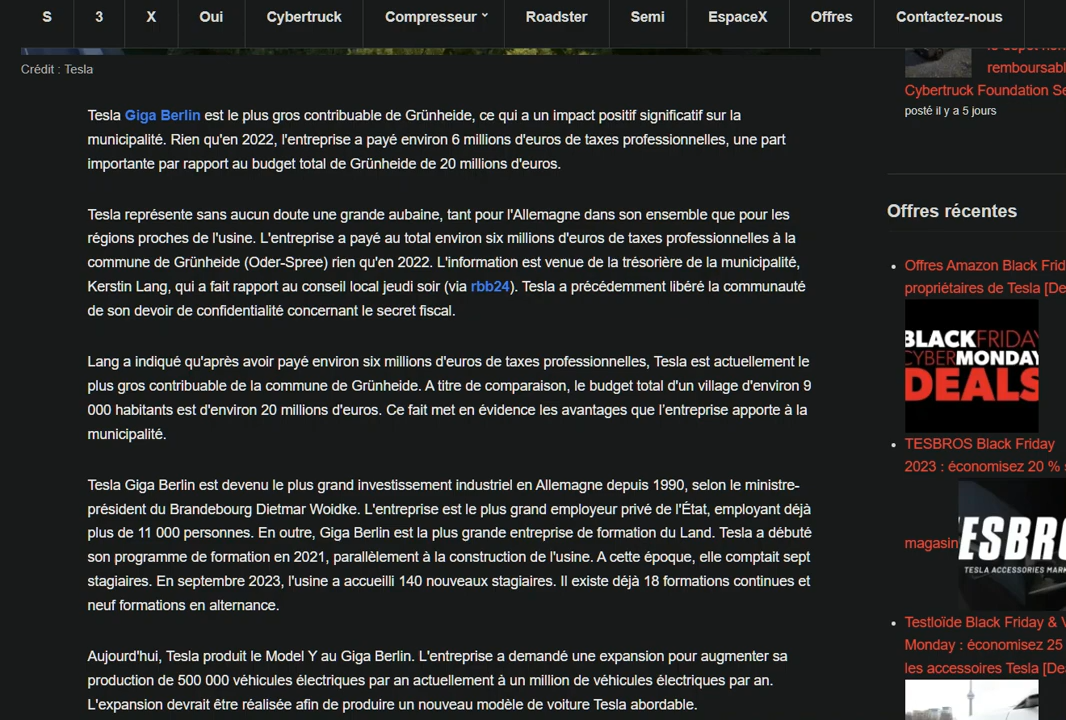 S 3 X Oui Cybertruck Compresseur Roadster Semi EspaceX Offres Contactez-nous
Crédit : Tesla
Tesla Giga Berlin est le plus gros contribuable de Grünheide, ce qui a un impact positif significatif sur la
municipalité. Rien qu'en 2022, l'entreprise a payé environ 6 millions d'euros de taxes professionnelles, une part
importante par rapport au budget total de Grünheide de 20 millions d'euros.
Tesla représente sans aucun doute une grande aubaine, tant pour l'Allemagne dans son ensemble que pour les
régions proches de l'usine. L'entreprise a payé au total environ six millions d'euros de taxes professionnelles à la
commune de Grünheide (Oder-Spree) rien qu'en 2022. L'information est venue de la trésorière de la municipalité,
Kerstin Lang, qui a fait rapport au conseil local jeudi soir (via rbb24). Tesla a précédemment libéré la communauté
de son devoir de confidentialité concernant le secret fiscal.
Lang a indiqué qu'après avoir payé environ six millions d'euros de taxes professionnelles, Tesla est actuellement le
plus gros contribuable de la commune de Grünheide. A titre de comparaison, le budget total d'un village d'environ 9
000 habitants est d'environ 20 millions d'euros. Ce fait met en évidence les avantages que l'entreprise apporte à la
municipalité.
Tesla Giga Berlin est devenu le plus grand investissement industriel en Allemagne depuis 1990, selon le ministre-
président du Brandebourg Dietmar Woidke. L'entreprise est le plus grand employeur privé de l'État, employant déjà
plus de 11 000 personnes. En outre, Giga Berlin est la plus grande entreprise de formation du Land. Tesla a débuté
son programme de formation en 2021, parallèlement à la construction de l'usine. A cette époque, elle comptait sept
stagiaires. En septembre 2023, l'usine a accueilli 140 nouveaux stagiaires. Il existe déjà 18 formations continues et
neuf formations en alternance.
Aujourd'hui, Tesla produit le Model Y au Giga Berlin. L'entreprise a demandé une expansion pour augmenter sa
production de 500 000 véhicules électriques par an actuellement à un million de véhicules électriques par an.
L'expansion devrait être réalisée afin de produire un nouveau modèle de voiture Tesla abordable.
remboursabl
Cybertruck Foundation Se
posté il y a 5 jours
Offres récentes
Offres Amazon Black Frid
propriétaires de Tesla [De
BLACKFRIDAY
CYBERMONDAY
DEALS
TESBROS Black Friday
2023 : économisez 20 %
magasin
ESBRO
TESLA ACCESSORIES MAR
Testloïde Black Friday &
Monday : économisez 25
les accessoires Tesla [De